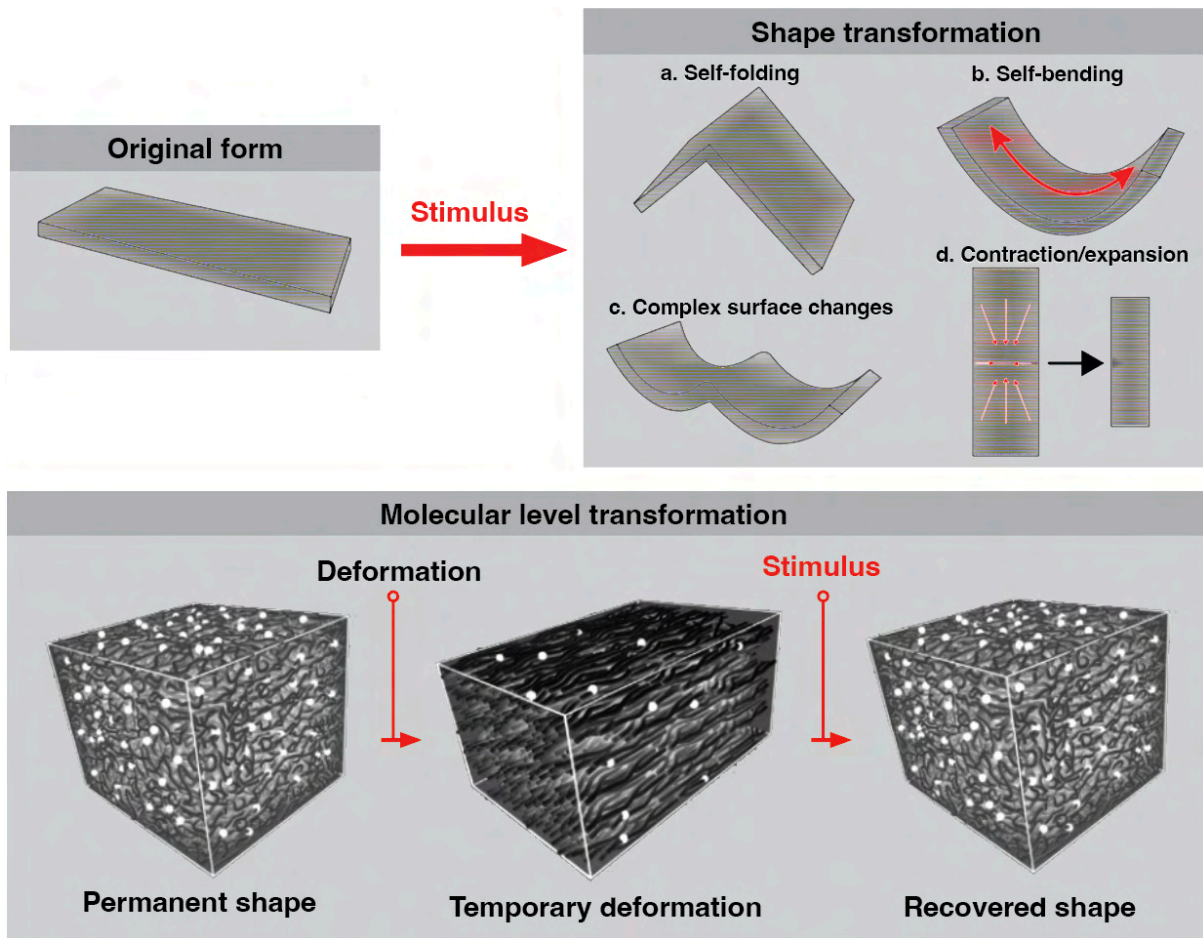 Shape transformation
a. Self-folding
b. Self-bending
Original form
Stimulus
d. Contraction/expansion
c. Complex surface changes
Molecular level transformation
Deformation
Stimulus
Permanent shape
Temporary deformation
Recovered shape